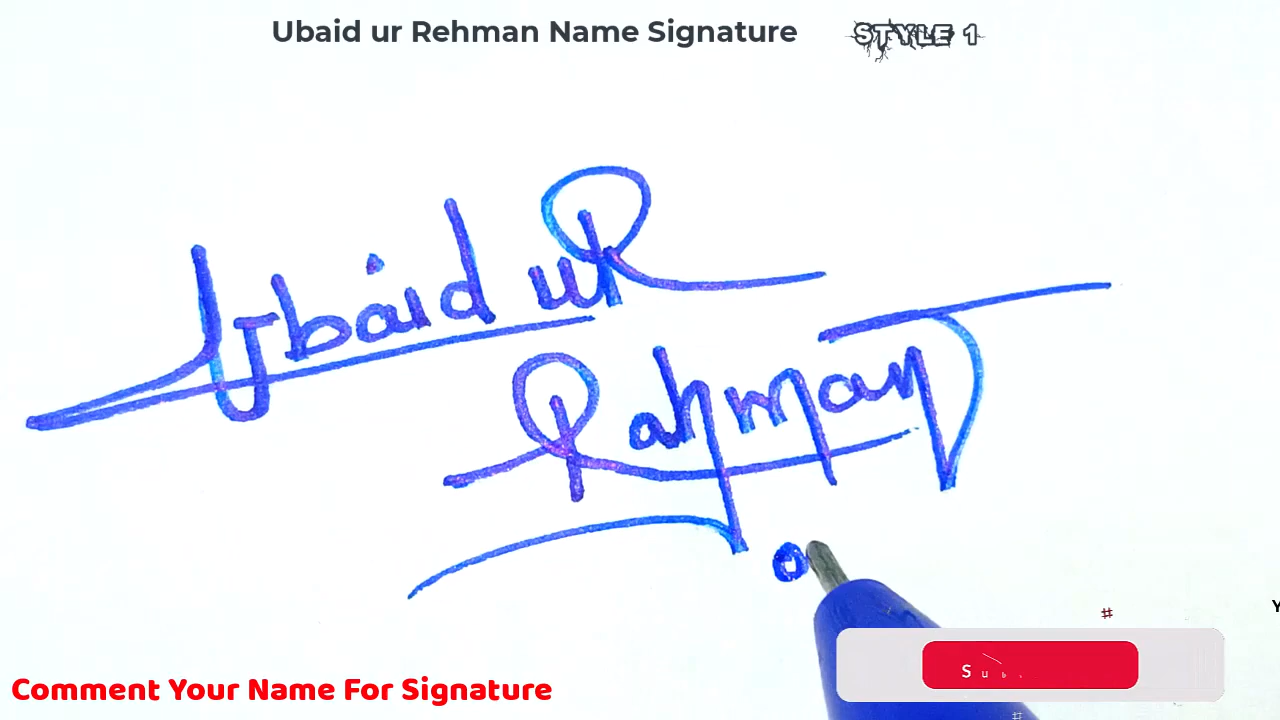 Ubaid ur Rehman Name Signature STYLE 1
Ubaid uR
Rahman
Comment Your Name For Signature